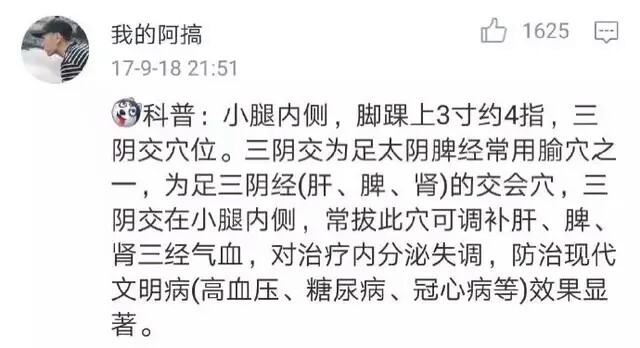 我的阿搞
1625
17-9-18 21:51
科普：小腿内侧，脚踝上3寸约4指，三
阴交穴位。三阴交为足太阴脾经常用腧穴之
一，为足三阴经(肝、脾、肾)的交会穴，三
阴交在小腿内侧，常拔此穴可调补肝、脾、
肾三经气血，对治疗内分泌失调，防治现代
文明病(高血压、糖尿病、冠心病等)效果显
著。